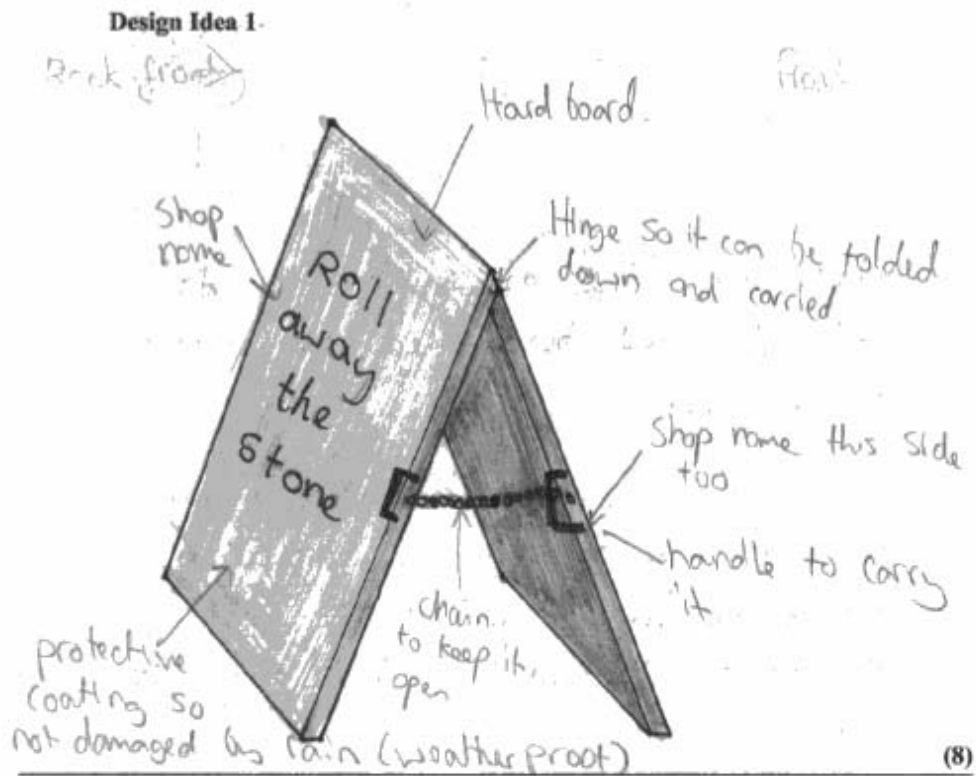 Design Idea 1
Hard board.
Shop
name
Hinge so it can be folded
down and carried.
Roll
away
the
stone
Shop name this side
too
handle to carry
it
chain
to keep it
open
protective
coating so
not damaged by rain (weatherproof)
(8)